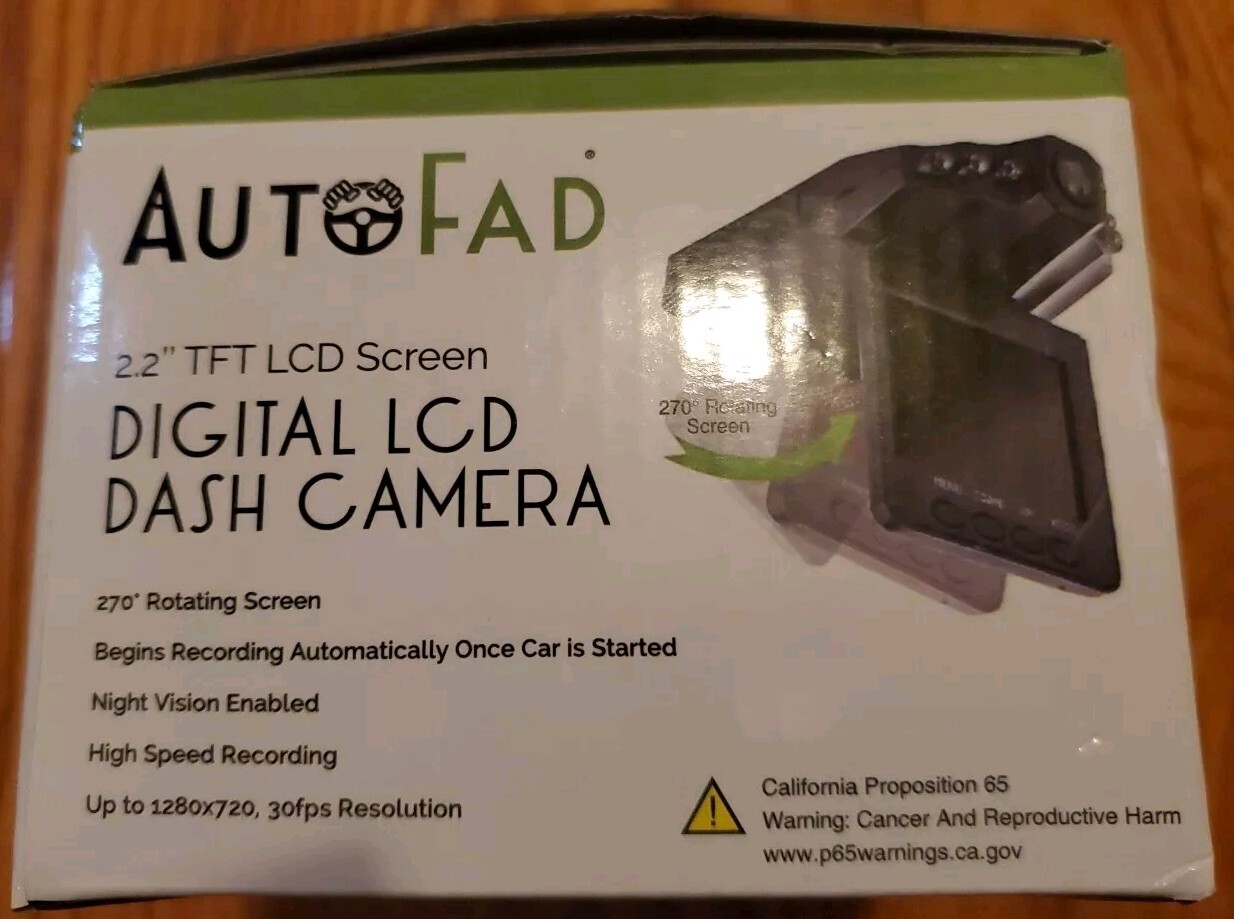 AUTOFAD®
2.2" TFT LCD Screen
DIGITAL LCD
DASH CAMERA
270° Rotating
Screen
270° Rotating Screen
Begins Recording Automatically Once Car is Started
Night Vision Enabled
High Speed Recording
Up to 1280x720, 30fps Resolution
California Proposition 65
Warning: Cancer And Reproductive Harm
www.p65warnings.ca.gov